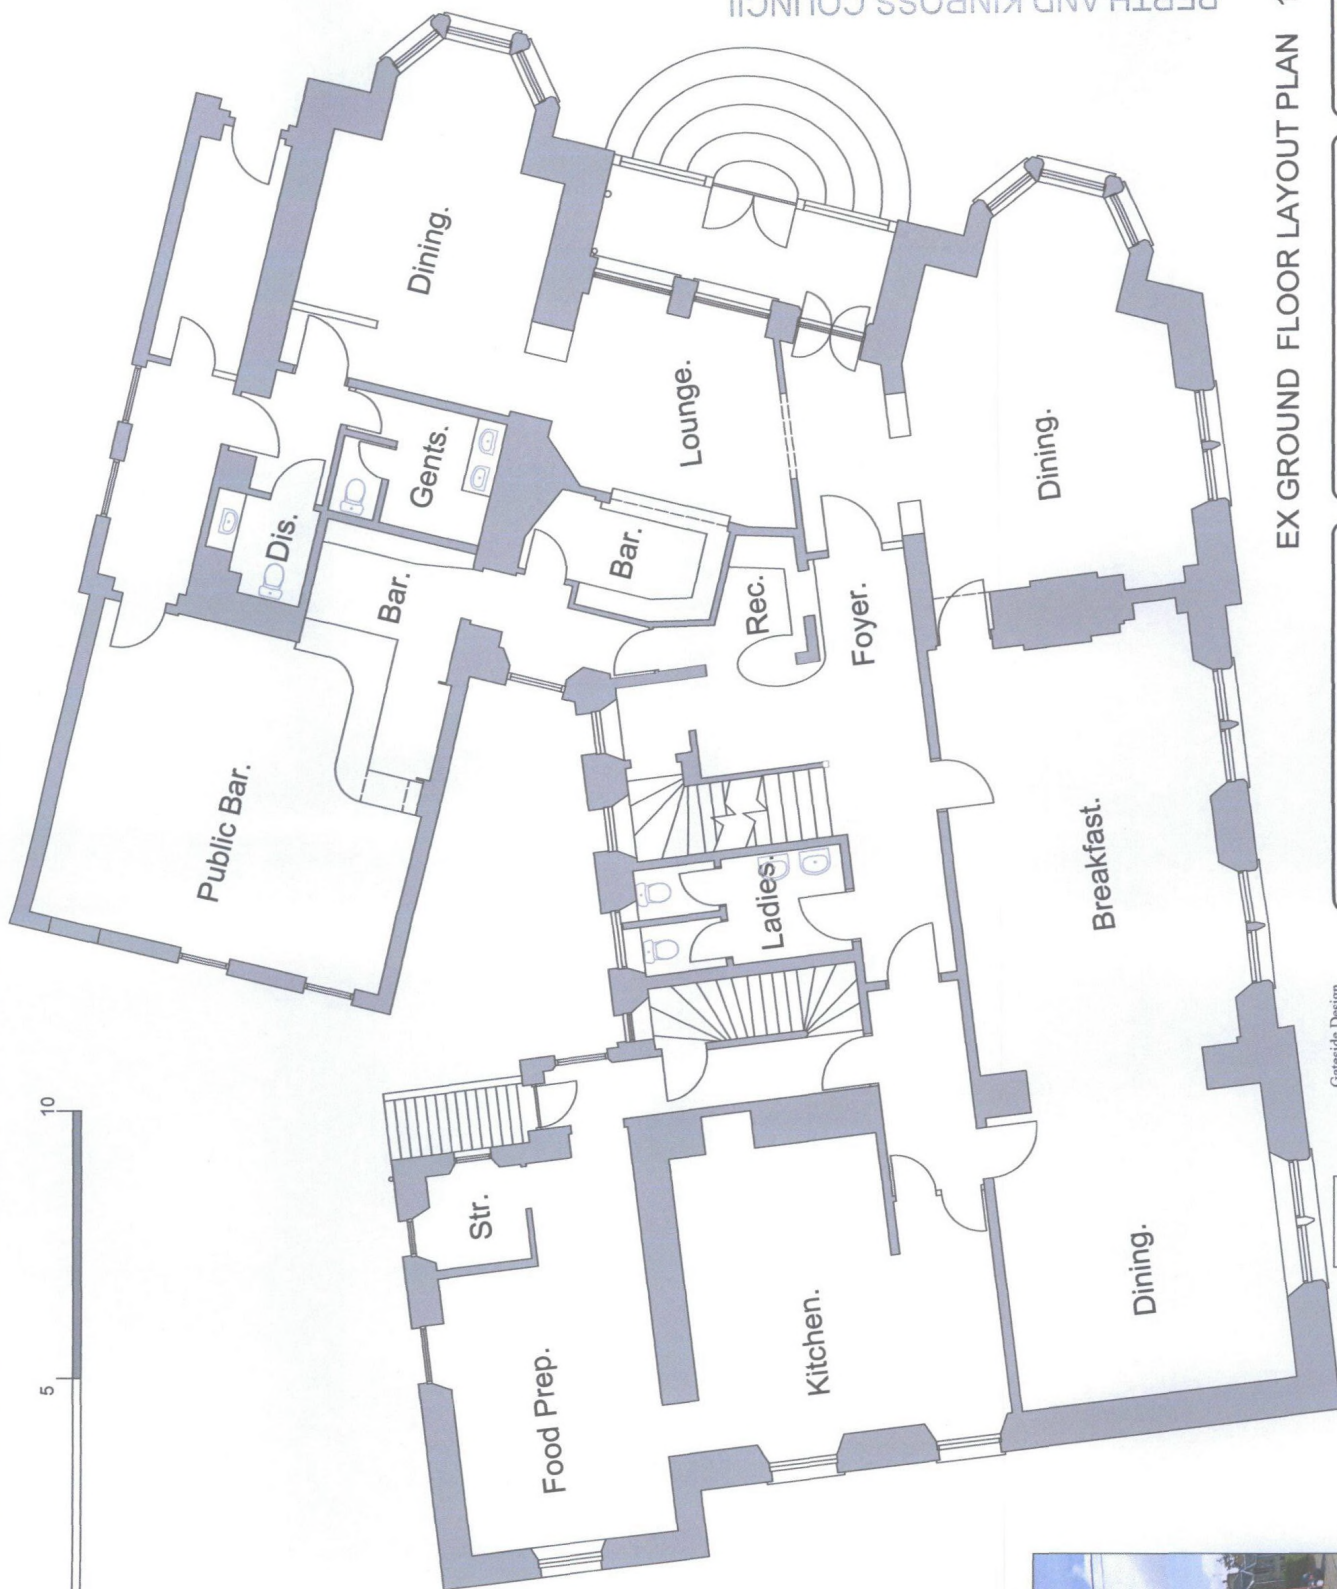 PERTH AND KINROSS COUNCIL
EX GROUND FLOOR LAYOUT PLAN
5
10
Public Bar.
Bar.
Dis.
Gents.
Dining.
Lounge.
Bar.
Rec.
Foyer.
Dining.
Ladies.
Breakfast.
Str.
Food Prep.
Kitchen.
Dining.
Gateside Design